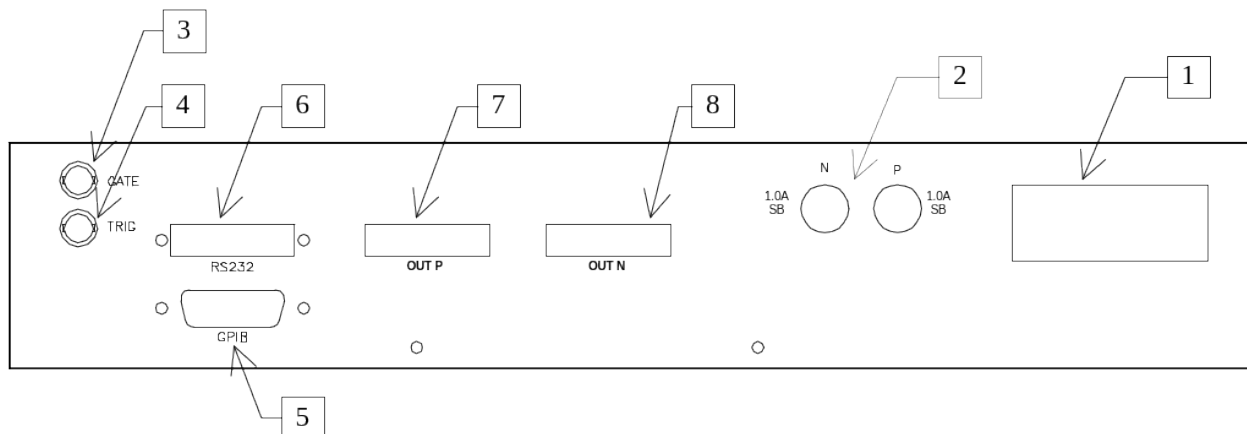 3
4
6
7
8
2
1
GATE
TRIG
N
P
1.0A
SB
1.0A
SB
RS232
OUT P
OUT N
GPIB
5